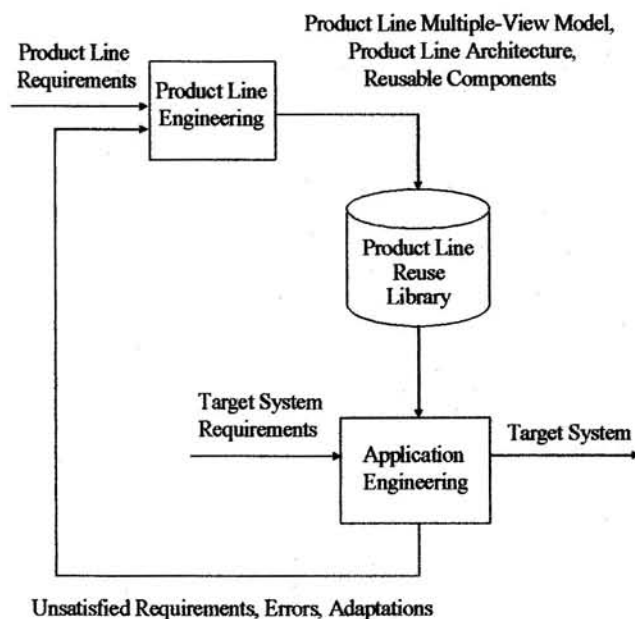 Product Line Multiple-View Model,
Product Line Architecture,
Reusable Components
Product Line
Requirements
Product Line
Engineering
Product Line
Reuse
Library
Target System
Requirements
Application
Engineering
Target System
Unsatisfied Requirements, Errors, Adaptations